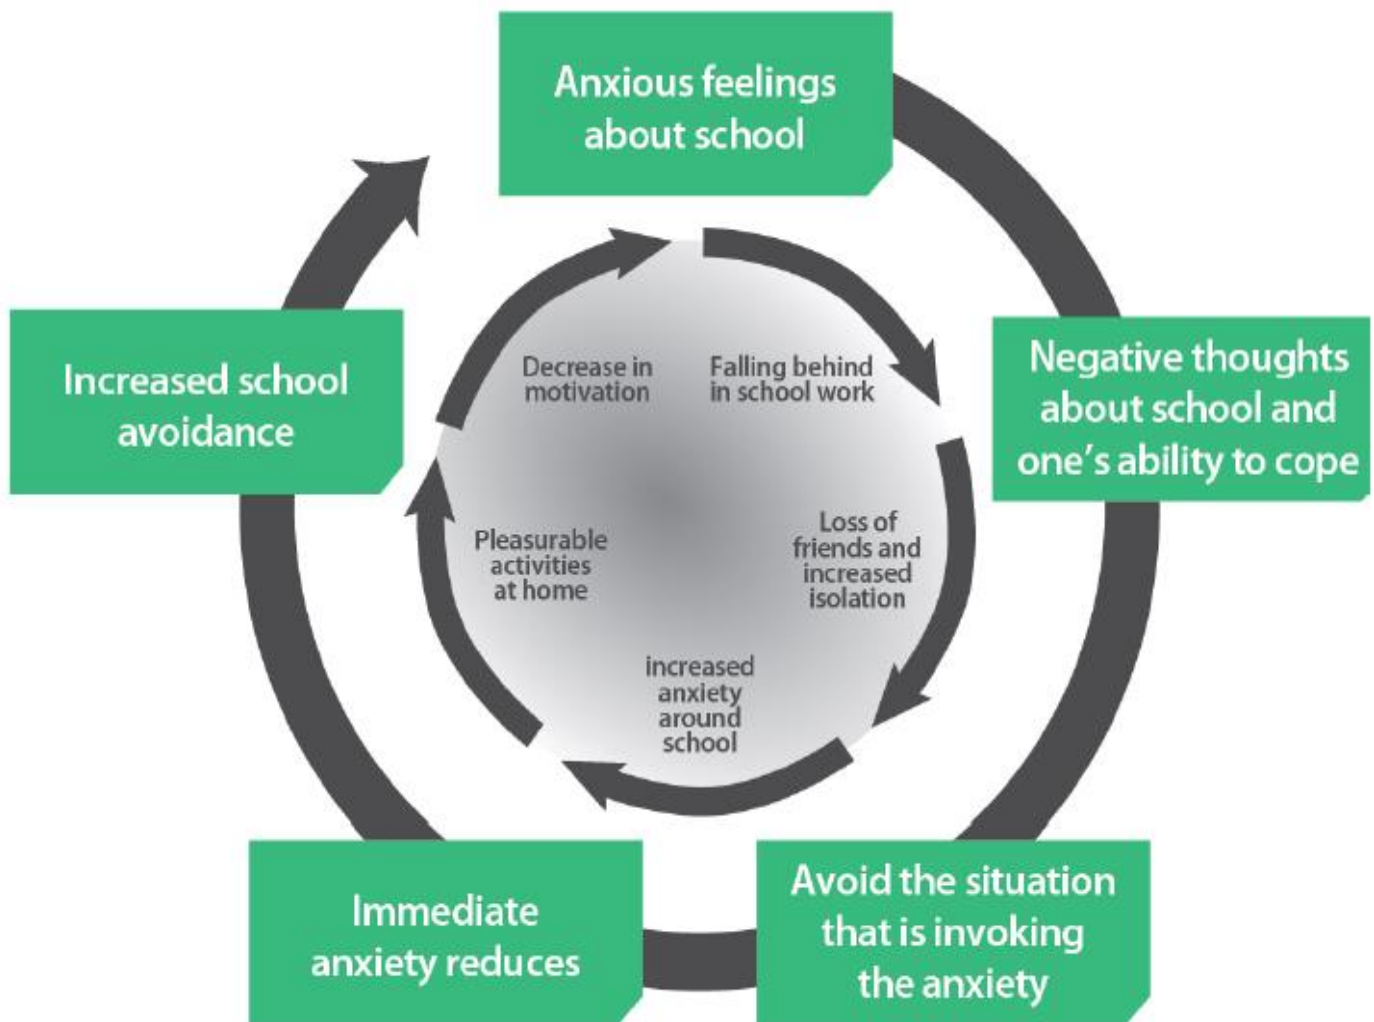 Anxious feelings
about school
Negative thoughts
about school and
one's ability to cope
Avoid the situation
that is invoking
the anxiety
Immediate
anxiety reduces
Increased school
avoidance
Falling behind
in school work
Loss of
friends and
increased
isolation
increased
anxiety
around
school
Pleasurable
activities
at home
Decrease in
motivation